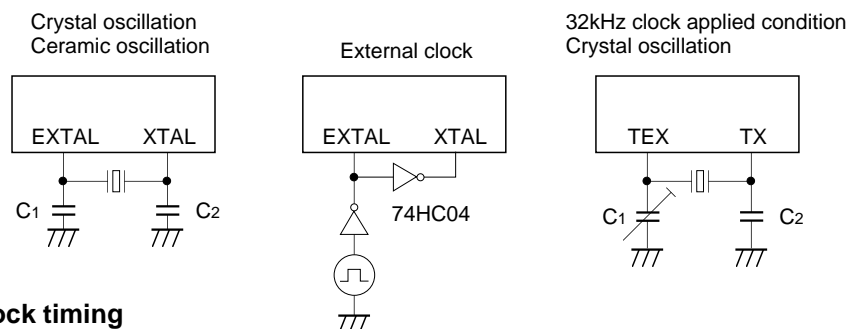 Crystal oscillation
Ceramic oscillation
EXTAL XTAL
C1
C2
External clock
EXTAL XTAL
74HC04
32kHz clock applied condition
Crystal oscillation
TEX TX
C1
C2
timing